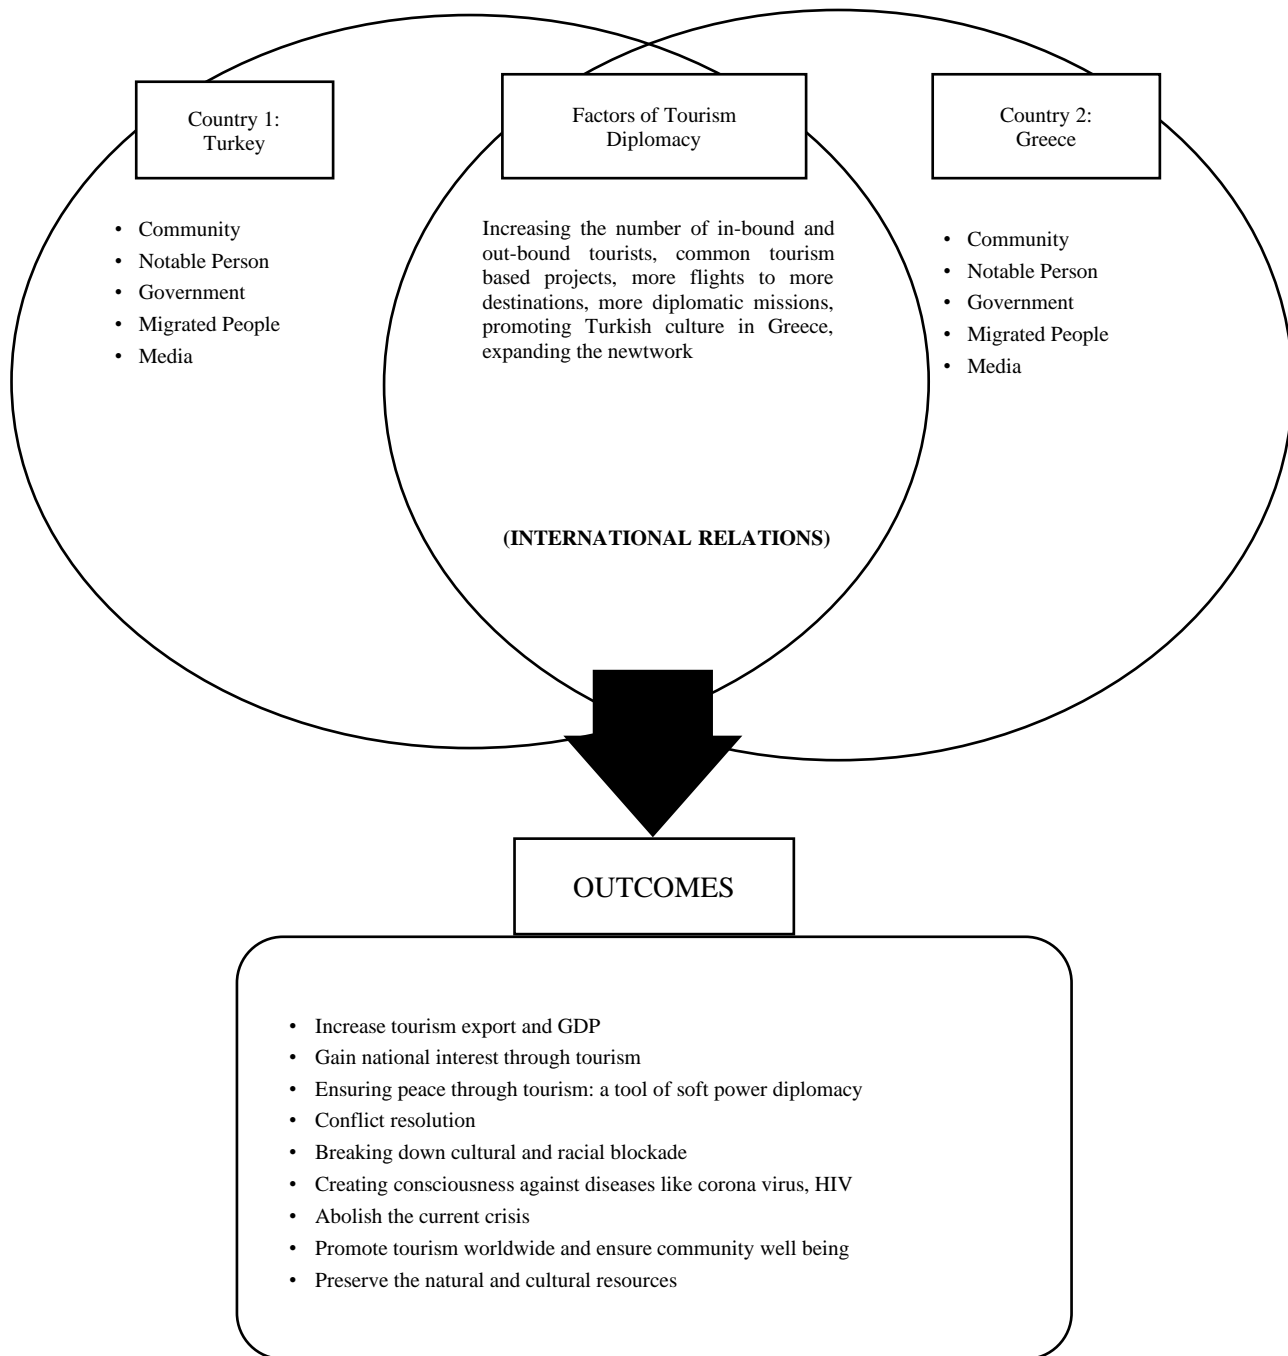 Country 1:
Turkey
• Community
• Notable Person
• Government
• Migrated People
• Media
Factors of Tourism
Diplomacy
Increasing the number of in-bound and
out-bound tourists, common tourism
based projects, more flights to more
destinations, more diplomatic missions,
promoting Turkish culture in Greece,
expanding the newtwork
(INTERNATIONAL RELATIONS)
Country 2:
Greece
• Community
• Notable Person
• Government
• Migrated People
• Media
OUTCOMES
• Increase tourism export and GDP
• Gain national interest through tourism
• Ensuring peace through tourism: a tool of soft power diplomacy
• Conflict resolution
• Breaking down cultural and racial blockade
• Creating consciousness against diseases like corona virus, HIV
• Abolish the current crisis
• Promote tourism worldwide and ensure community well being
• Preserve the natural and cultural resources